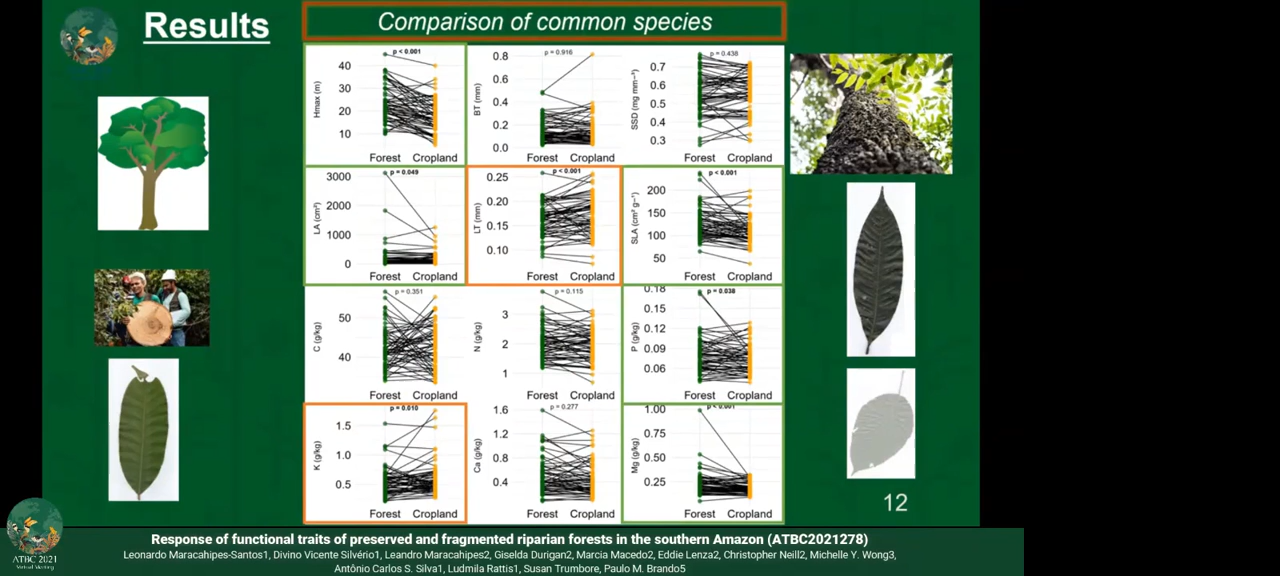 Results
Comparison of common species
p < 0.001
Hmax (m)
40
30
20
10
Forest Cropland
p = 0.916
BT (mm)
0.8
0.6
0.4
0.2
0.0
Forest Cropland
p = 0.438
SSD (mg mm⁻³)
0.7
0.6
0.5
0.4
0.3
Forest Cropland
p = 0.049
LA (cm²)
3000
2000
1000
0
Forest Cropland
p < 0.001
LT (mm)
0.25
0.20
0.15
0.10
Forest Cropland
p < 0.001
SLA (cm² g⁻¹)
200
150
100
50
Forest Cropland
p = 0.351
C (g/kg)
50
40
Forest Cropland
p = 0.115
N (g/kg)
3
2
1
Forest Cropland
p = 0.038
P (g/kg)
0.18
0.15
0.12
0.09
0.06
Forest Cropland
p = 0.010
K (g/kg)
1.5
1.0
0.5
Forest Cropland
p = 0.277
Ca (g/kg)
1.6
1.2
0.8
0.4
Forest Cropland
p < 0.001
Mg (g/kg)
1.00
0.75
0.50
0.25
Forest Cropland
12
ATBC 2021
Virtual Meeting
Response of functional traits of preserved and fragmented riparian forests in the southern Amazon (ATBC2021278)
Leonardo Maracahipes-Santos1, Divino Vicente Silvério1, Leandro Maracahipes2, Giselda Durigan2, Marcia Macedo2, Eddie Lenza2, Christopher Neill2, Michelle Y. Wong3,
Antônio Carlos S. Silva1, Ludmila Rattis1, Susan Trumbore, Paulo M. Brando5